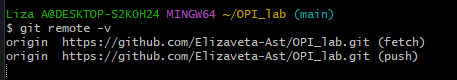 Liza A@DESKTOP-S2KOH24 MINGW64 ~/OPI_lab (main)
$ git remote -v
origin  https://github.com/Elizaveta-Ast/OPI_lab.git (fetch)
origin  https://github.com/Elizaveta-Ast/OPI_lab.git (push)